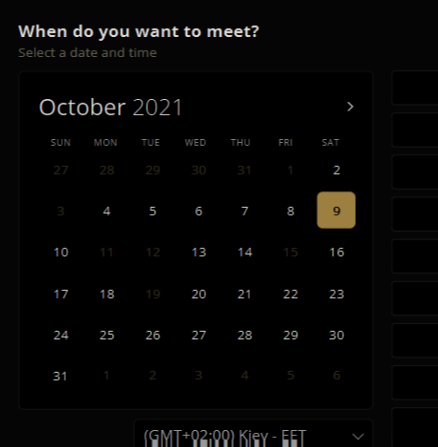 When do you want to meet?
Select a date and time
October 2021
SUN MON TUE WED THU FRI SAT
27 28 29 30 31 1 2
3 4 5 6 7 8 9
10 11 12 13 14 15 16
17 18 19 20 21 22 23
24 25 26 27 28 29 30
31 1 2 3 4 5 6
(GMT+02:00) Kiev - EET